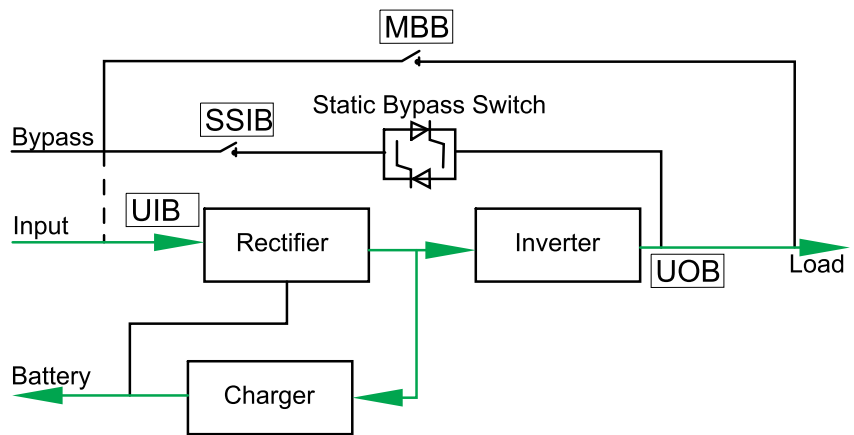 MBB
Static Bypass Switch
SSIB
Bypass
UIB
Input
Rectifier
Inverter
UOB
Load
Battery
Charger